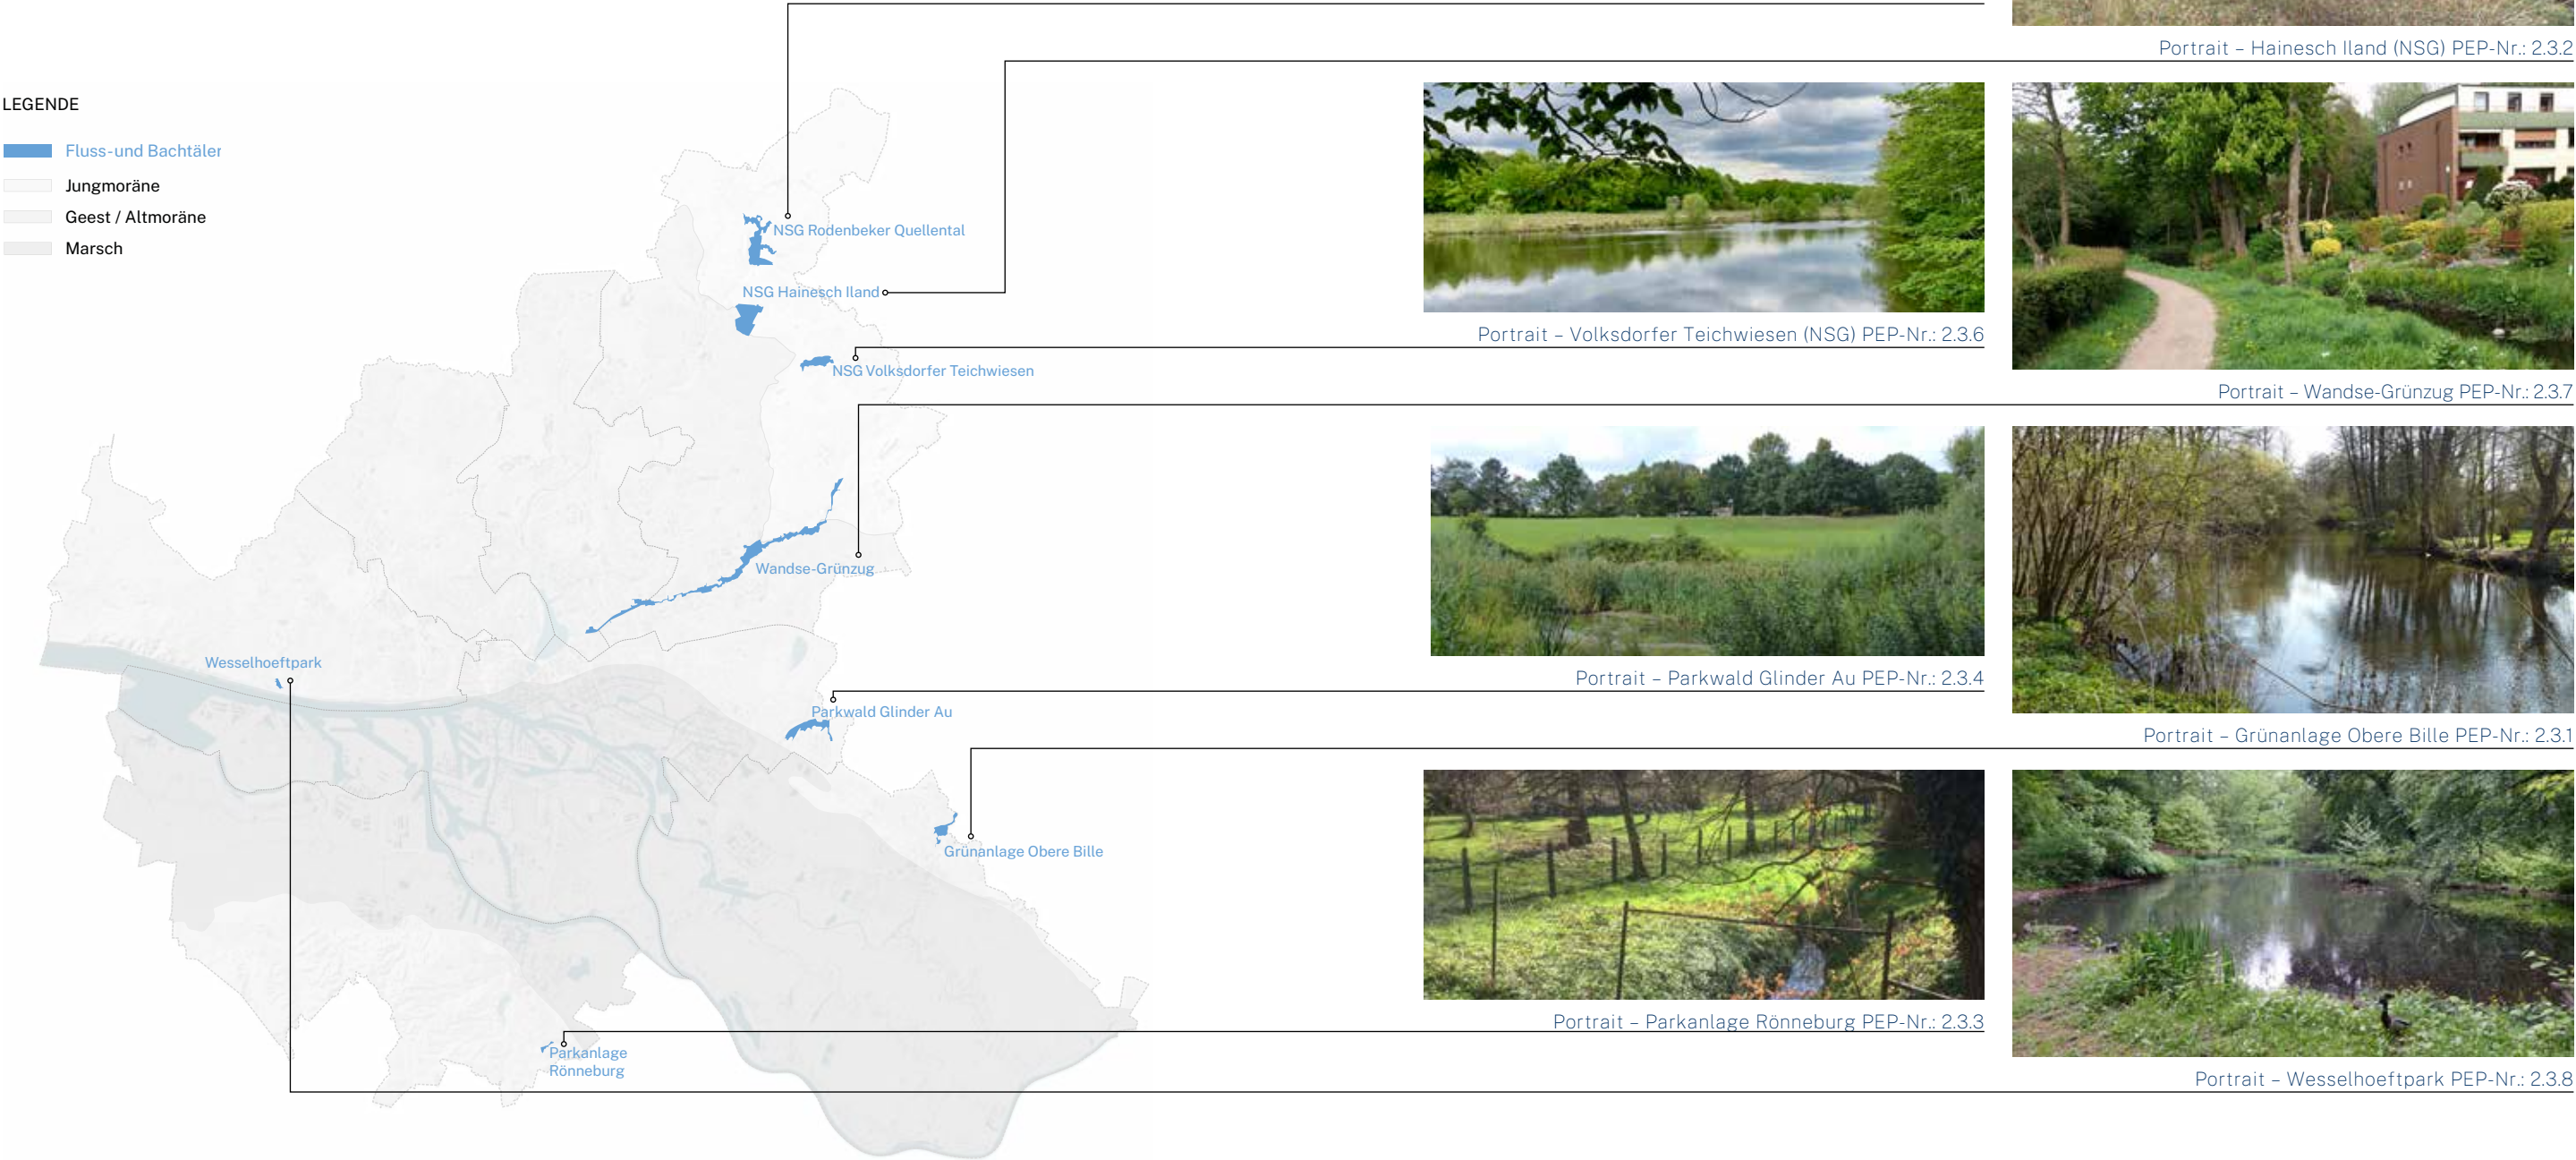 Portrait – Hainesch Iland (NSG) PEP-Nr.: 2.3.2
LEGENDE
Fluss-und Bachtäler
Jungmoräne
Geest / Altmoräne
Marsch
NSG Rodenbeker Quellental
NSG Hainesch Iland
NSG Volksdorfer Teichwiesen
Wandse-Grünzug
Wesselhoeftpark
Parkwald Glinder Au
Grünanlage Obere Bille
Parkanlage
Rönneburg
Portrait – Volksdorfer Teichwiesen (NSG) PEP-Nr.: 2.3.6
Portrait – Wandse-Grünzug PEP-Nr.: 2.3.7
Portrait – Parkwald Glinder Au PEP-Nr.: 2.3.4
Portrait – Grünanlage Obere Bille PEP-Nr.: 2.3.1
Portrait – Parkanlage Rönneburg PEP-Nr.: 2.3.3
Portrait – Wesselhoeftpark PEP-Nr.: 2.3.8